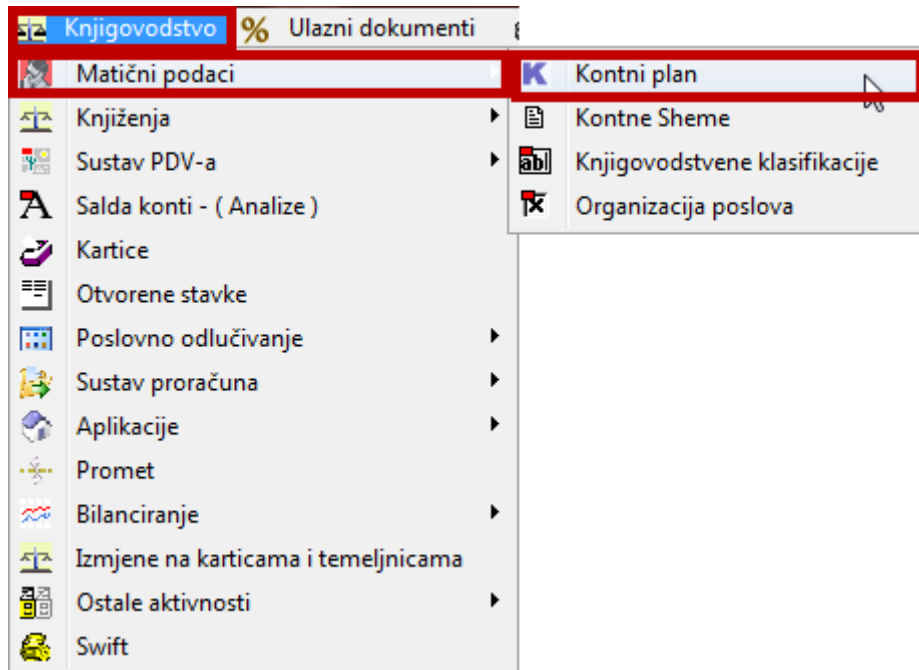 Knjigovodstvo % Ulazni dokumenti
Matični podaci
Knjiženja
Sustav PDV-a
Salda konti - ( Analize )
Kartice
Otvorene stavke
Poslovno odlučivanje
Sustav proračuna
Aplikacije
Promet
Bilanciranje
Izmjene na karticama i temeljnicama
Ostale aktivnosti
Swift
K Kontni plan
Kontne Sheme
abl Knjigovodstvene klasifikacije
Organizacija poslova